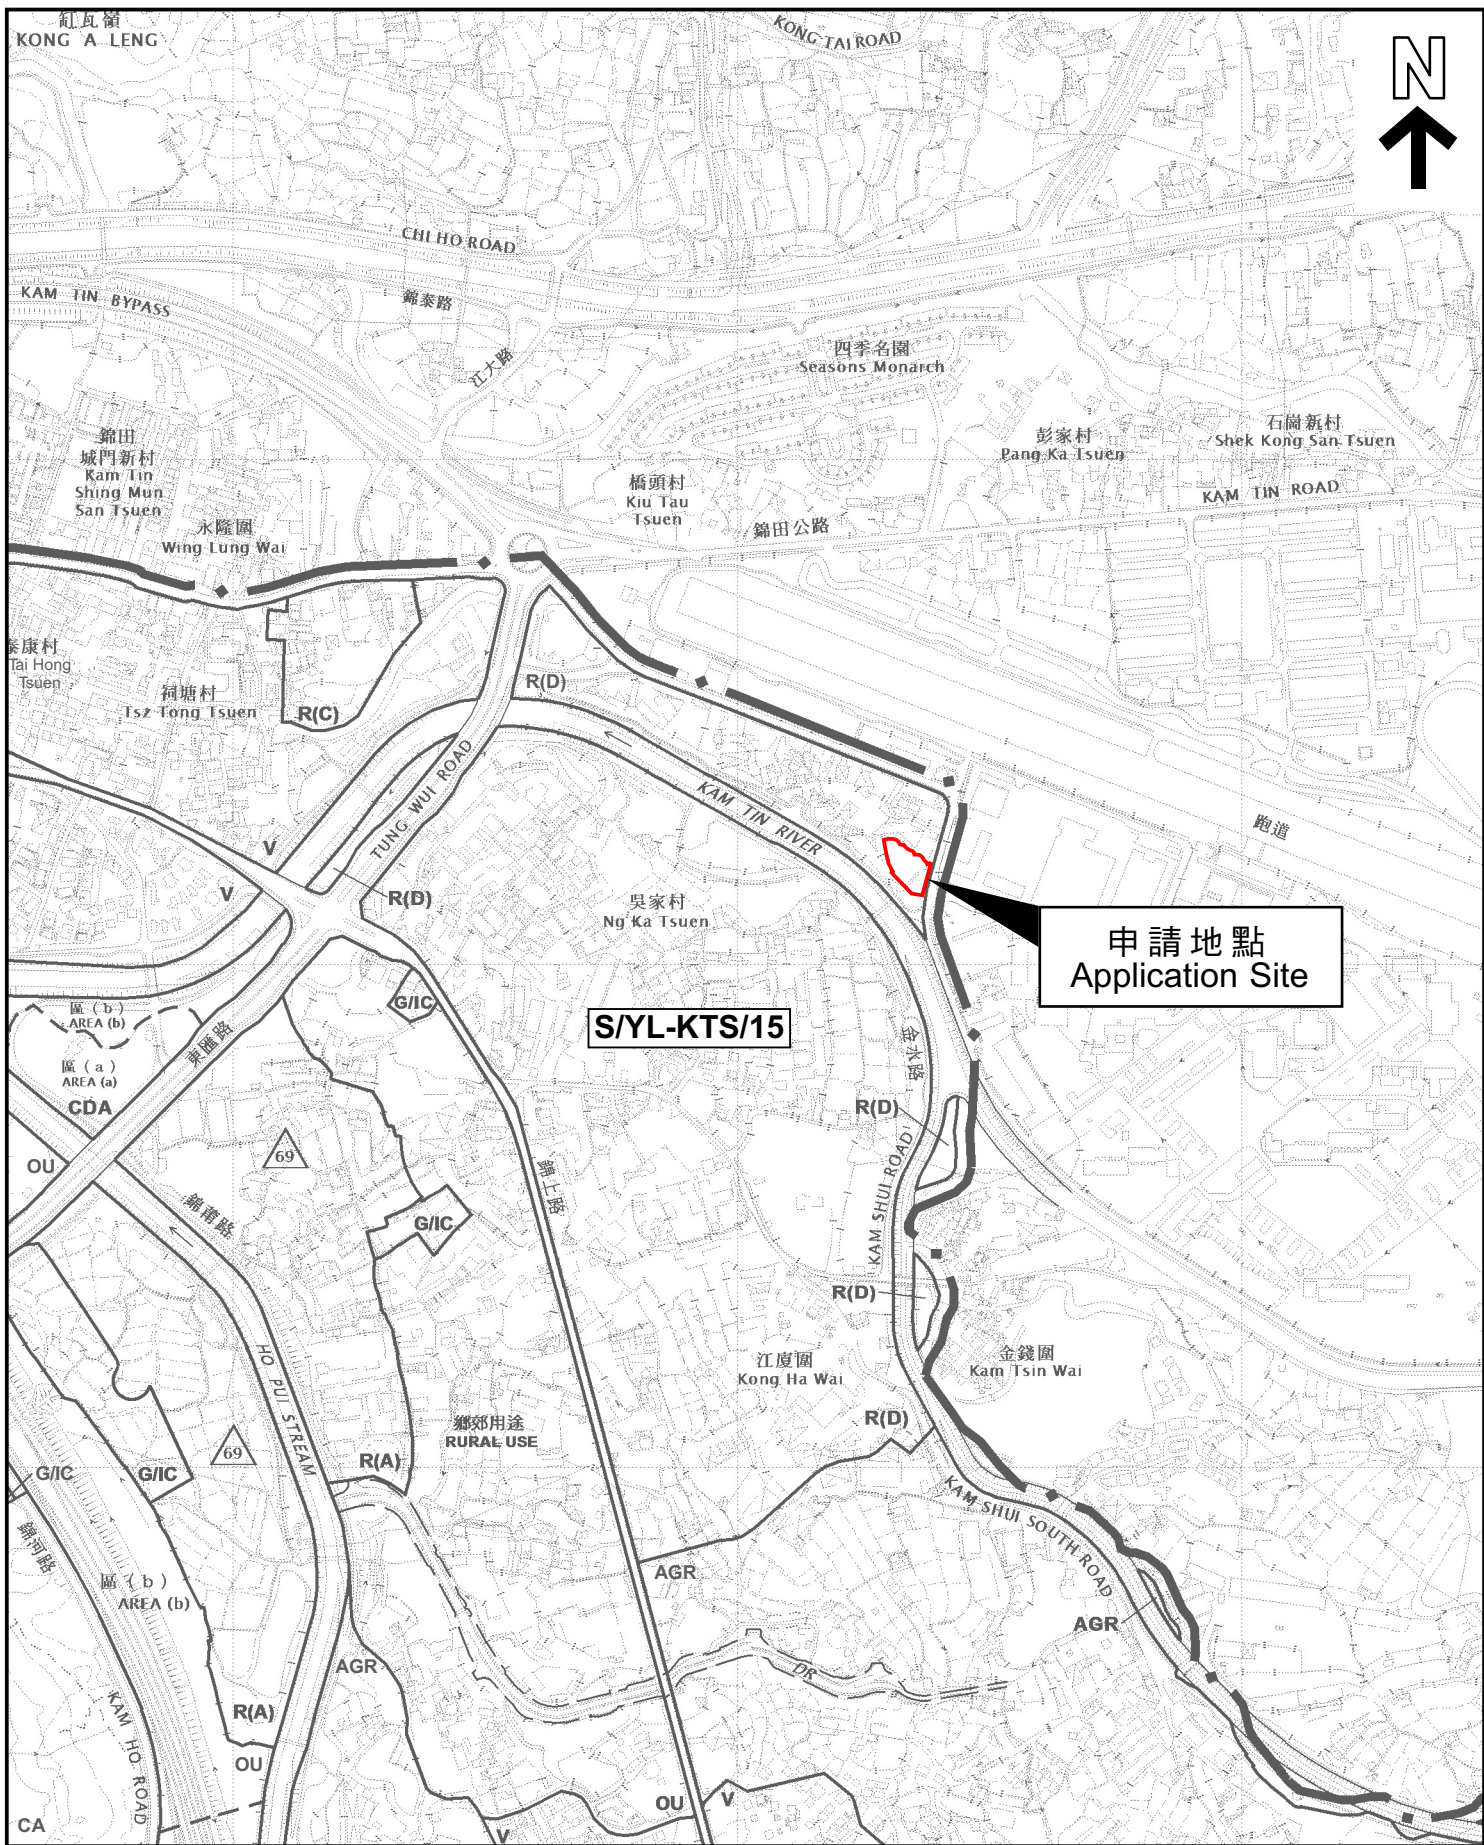 缸瓦嶺
KONG A LENG
KONG TAI ROAD
N
CHI HO ROAD
KAM TIN BYPASS
錦泰路
江大路
四季名園
Seasons Monarch
彭家村
Pang Ka Tsuen
石崗新村
Shek Kong San Tsuen
KAM TIN ROAD
錦田
城門新村
Kam Tin
Shing Mun
San Tsuen
永隆圍
Wing Lung Wai
橋頭村
Kiu Tau
Tsuen
錦田公路
泰康村
Tai Hong
Tsuen
祠塘村
Tsz Tong Tsuen
R(C)
R(D)
TUNG WUI ROAD
KAM TIN RIVER
跑道
V
V
R(D)
吳家村
Ng Ka Tsuen
申請地點
Application Site
G/IC
區 (b)
AREA (b)
東匯路
區 (a)
AREA (a)
CDA
S/YL-KTS/15
金水路
R(D)
69
OU
錦上路
錦莆路
G/IC
KAM SHUI ROAD
R(D)
HO PUI STREAM
江廈圍
Kong Ha Wai
金錢圍
Kam Tsin Wai
R(D)
鄉郊用途
RURAL USE
69
G/IC
G/IC
R(A)
KAM SHUI SOUTH ROAD
錦河路
區 (b)
AREA (b)
AGR
AGR
AGR
DR
KAM HO ROAD
R(A)
OU
CA
OU
V
V